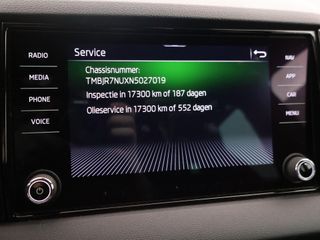 Service
RADIO
MEDIA
PHONE
VOICE
Chassisnummer:
TMBJR7NUXN5027019
Inspectie in 17300 km of 187 dagen
Olieservice in 17300 km of 552 dagen
NAV
APP
CAR
MENU